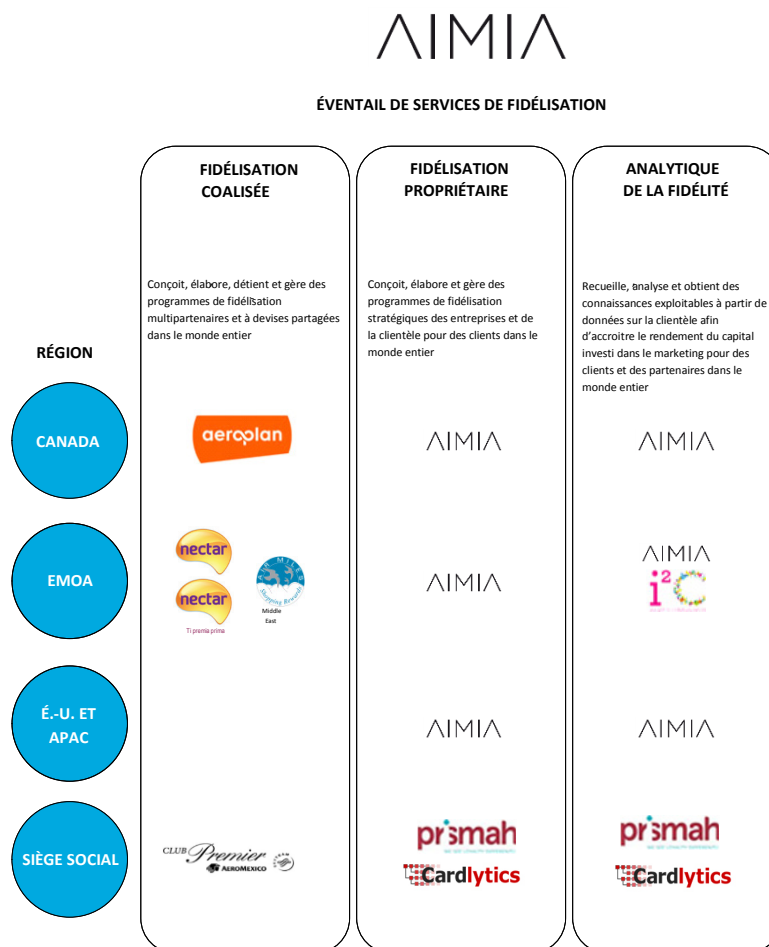 AIMIA
ÉVENTAIL DE SERVICES DE FIDÉLISATION
FIDÉLISATION
COALISÉE
Conçoit, élabore, détient et gère des
programmes de fidélisation
multipartenaires et à devises partagées
dans le monde entier
FIDÉLISATION
PROPRIÉTAIRE
Conçoit, élabore et gère des
programmes de fidélisation
stratégiques des entreprises et de
la clientèle pour des clients dans le
monde entier
ANALYTIQUE
DE LA FIDÉLITÉ
Recueille, analyse et obtient des
connaissances exploitables à partir de
données sur la clientèle afin
d'accroitre le rendement du capital
investi dans le marketing pour des
clients et des partenaires dans le
monde entier
RÉGION
CANADA
aeroplan
AIMIA
AIMIA
EMOA
nectar
nectar
Ti premia prima
AIR MILES
Shopping Rewards
Middle
East
AIMIA
AIMIA
i2c
É.-U. ET
APAC
AIMIA
AIMIA
SIÈGE SOCIAL
CLUB Premier
AEROMEXICO
prismah
Cardlytics
prismah
Cardlytics